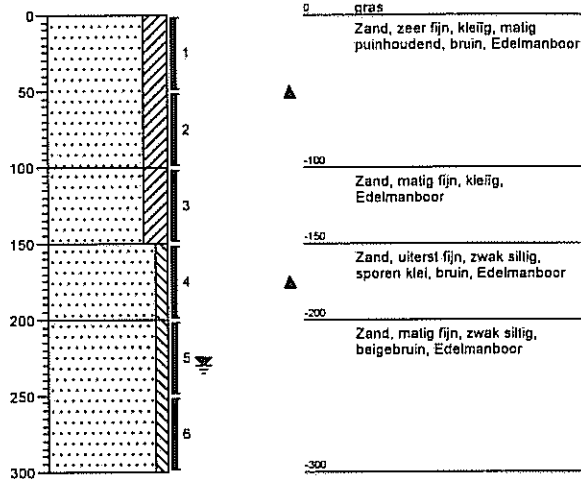 0
50
100
150
200
250
300
1
2
3
4
5
6
0 gras
Zand, zeer fijn, kleiïg, matig
puinhoudend, bruin, Edelmanboor
-100
Zand, matig fijn, kleiïg,
Edelmanboor
-150
Zand, uiterst fijn, zwak siltig,
sporen klei, bruin, Edelmanboor
-200
Zand, matig fijn, zwak siltig,
beigebruin, Edelmanboor
-300